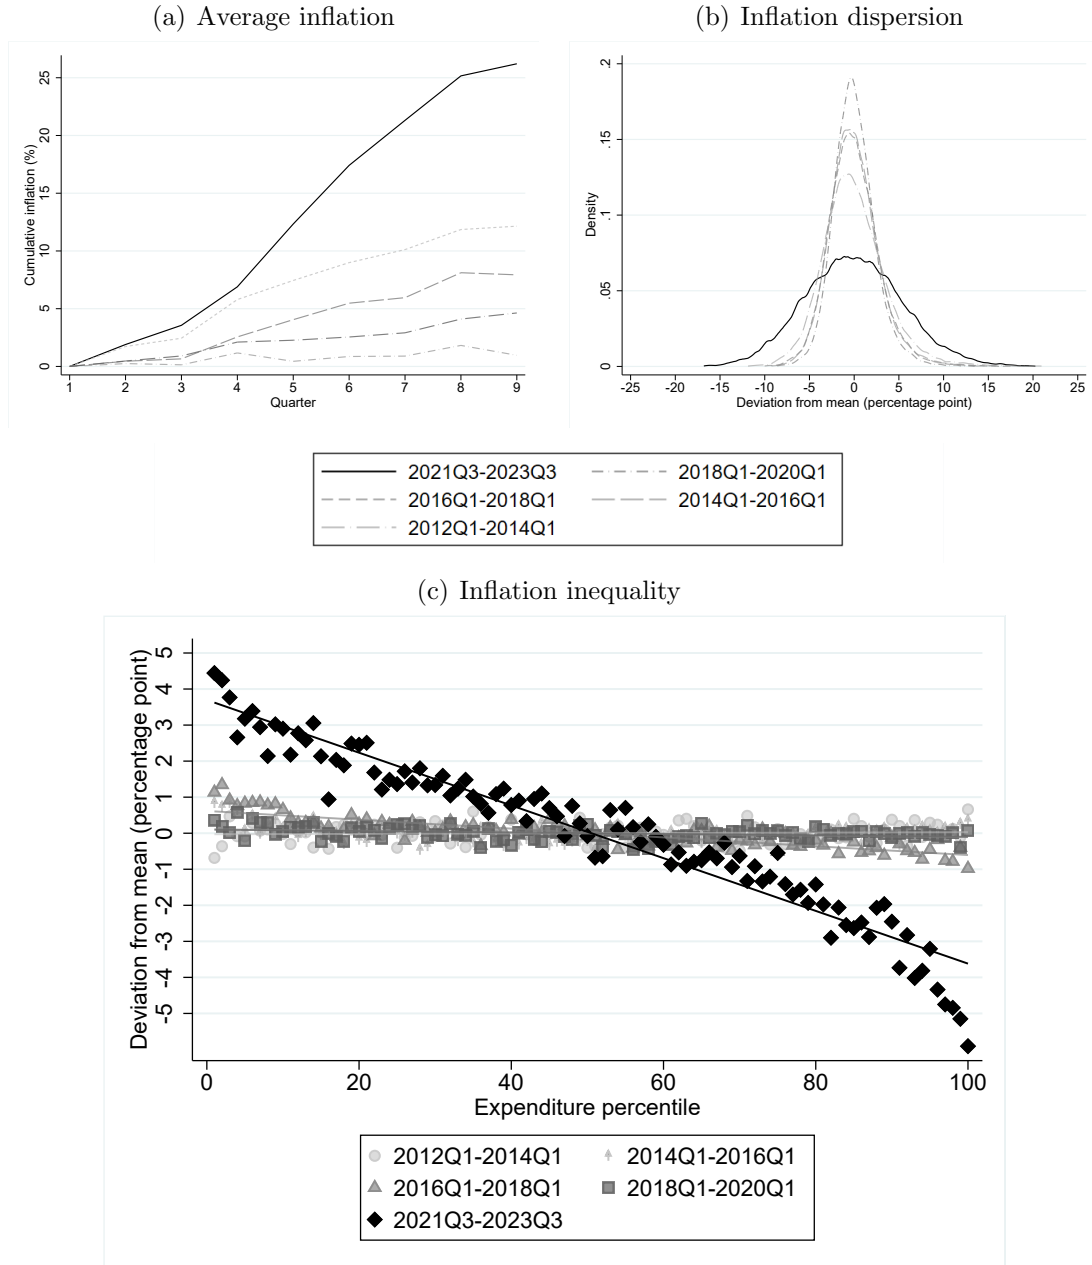 (a) Average inflation
Cumulative inflation (%)
25
20
15
10
5
0
1 2 3 4 5 6 7 8 9
Quarter
(b) Inflation dispersion
Density
.2
.15
.1
.05
0
-25 -20 -15 -10 -5 0 5 10 15 20 25
Deviation from mean (percentage point)
2021Q3-2023Q3 2018Q1-2020Q1
2016Q1-2018Q1 2014Q1-2016Q1
2012Q1-2014Q1
(c) Inflation inequality
Deviation from mean (percentage point)
5
4
3
2
1
0
-1
-2
-3
-4
-5
0 20 40 60 80 100
Expenditure percentile
2012Q1-2014Q1 2014Q1-2016Q1
2016Q1-2018Q1 2018Q1-2020Q1
2021Q3-2023Q3